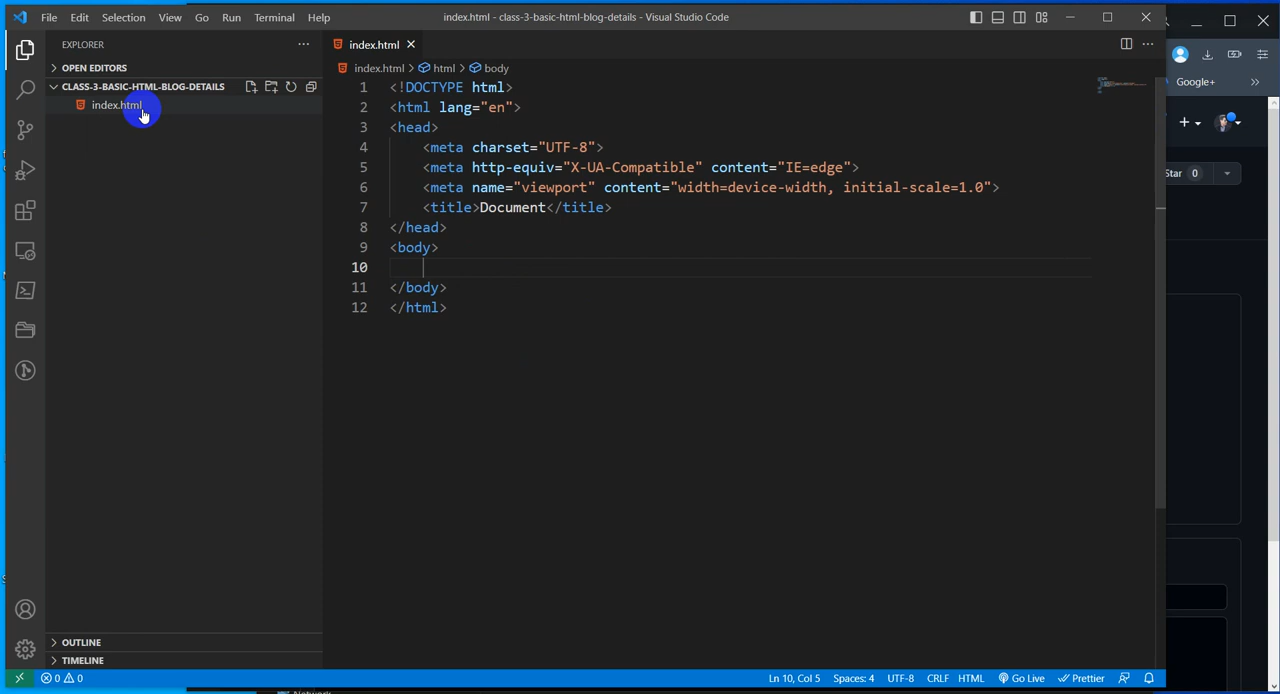 File Edit Selection View Go Run Terminal Help
index.html - class-3-basic-html-blog-details - Visual Studio Code
EXPLORER
index.html
OPEN EDITORS
index.html > html > body
CLASS-3-BASIC-HTML-BLOG-DETAILS
index.html
1 <!DOCTYPE html>
2 <html lang="en">
3 <head>
4 <meta charset="UTF-8">
5 <meta http-equiv="X-UA-Compatible" content="IE=edge">
6 <meta name="viewport" content="width=device-width, initial-scale=1.0">
7 <title>Document</title>
8 </head>
9 <body>
10
11 </body>
12 </html>
Google+
Star 0
OUTLINE
TIMELINE
0 0
Ln 10, Col 5 Spaces: 4 UTF-8 CRLF HTML Go Live Prettier